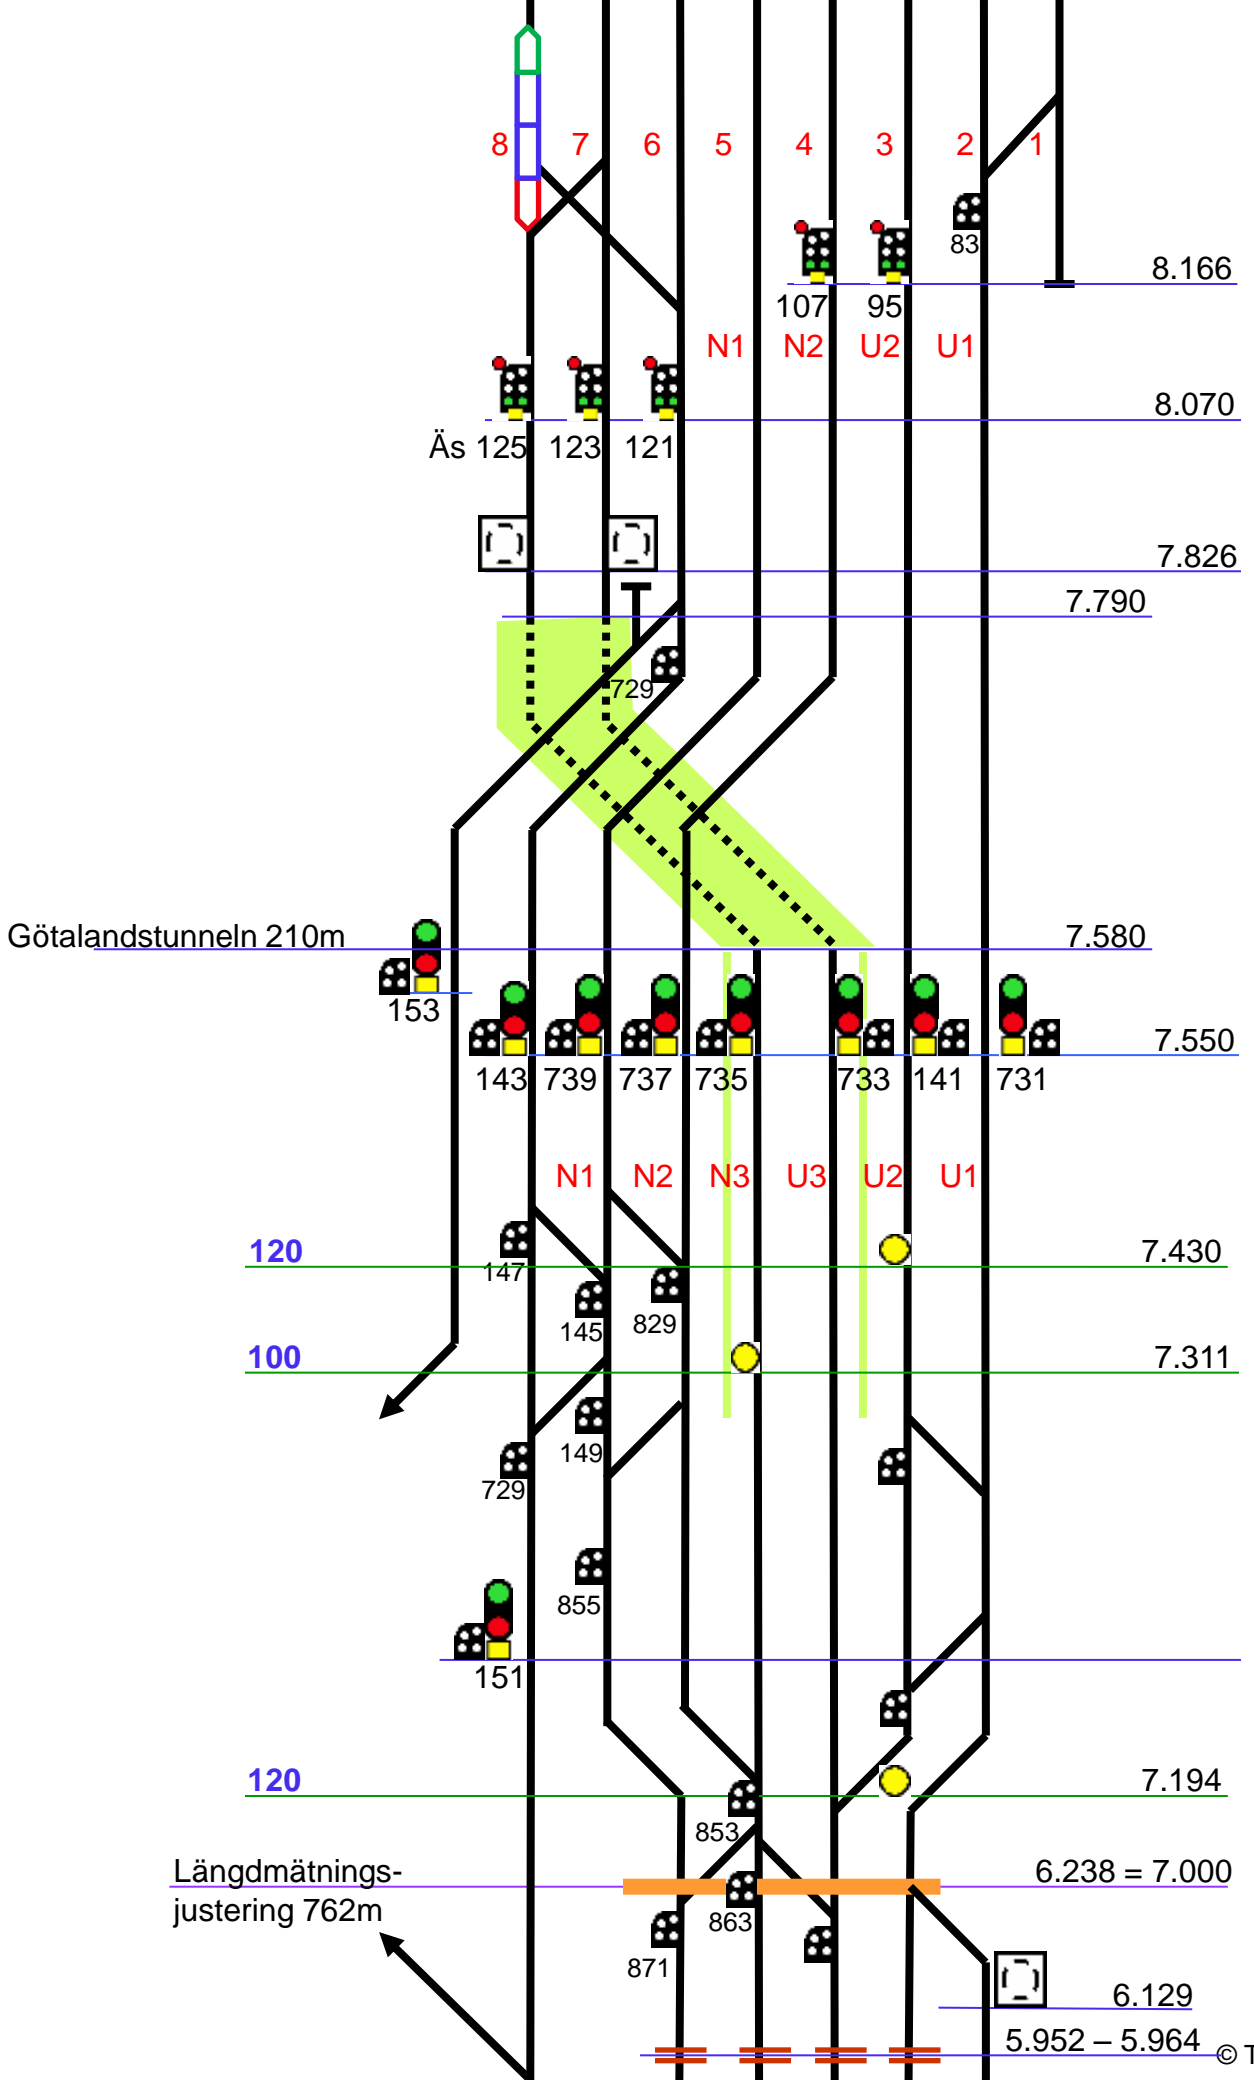 8 7 6 5 4 3 2 1
83
8.166
107 95
N1 N2 U2 U1
8.070
Äs 125 123 121
7.826
7.790
729
Götalandstunneln 210m
7.580
153
7.550
143 739 737 735 733 141 731
N1 N2 N3 U3 U2 U1
120
7.430
147
145 829
100
7.311
149
729
855
151
120
7.194
853
Längdmätnings-
6.238 = 7.000
justering 762m
863
871
6.129
5.952 – 5.964
© T